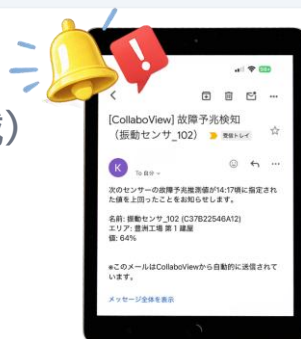 )
[CollaboView] 故障予兆検知
（振動センサ_102） 受信トレイ
K
To 自分
次のセンサーの故障予兆推測値が14:17頃に指定され
た値を上回ったことをお知らせします。
名前: 振動センサ_102 (C37B22546A12)
エリア: 豊洲工場 第1建屋
値: 64%
※このメールはCollaboViewから自動的に送信されて
います。
メッセージ全体を表示